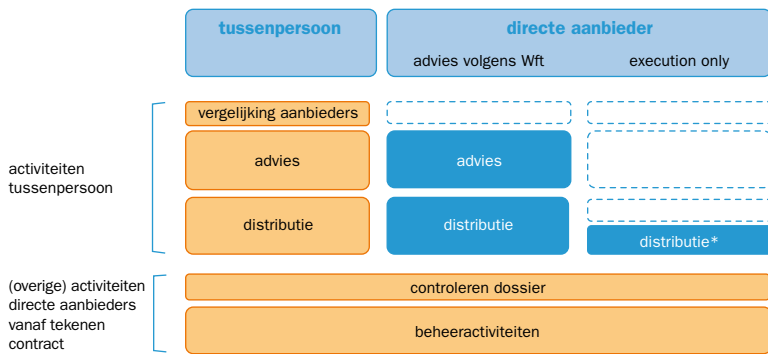 tussenpersoon
directe aanbieder
advies volgens Wft
execution only
vergelijking aanbieders
activiteiten
tussenpersoon
advies
advies
distributie
distributie
distributie*
(overige) activiteiten
directe aanbieders
vanaf tekenen
contract
controleren dossier
beheeractiviteiten